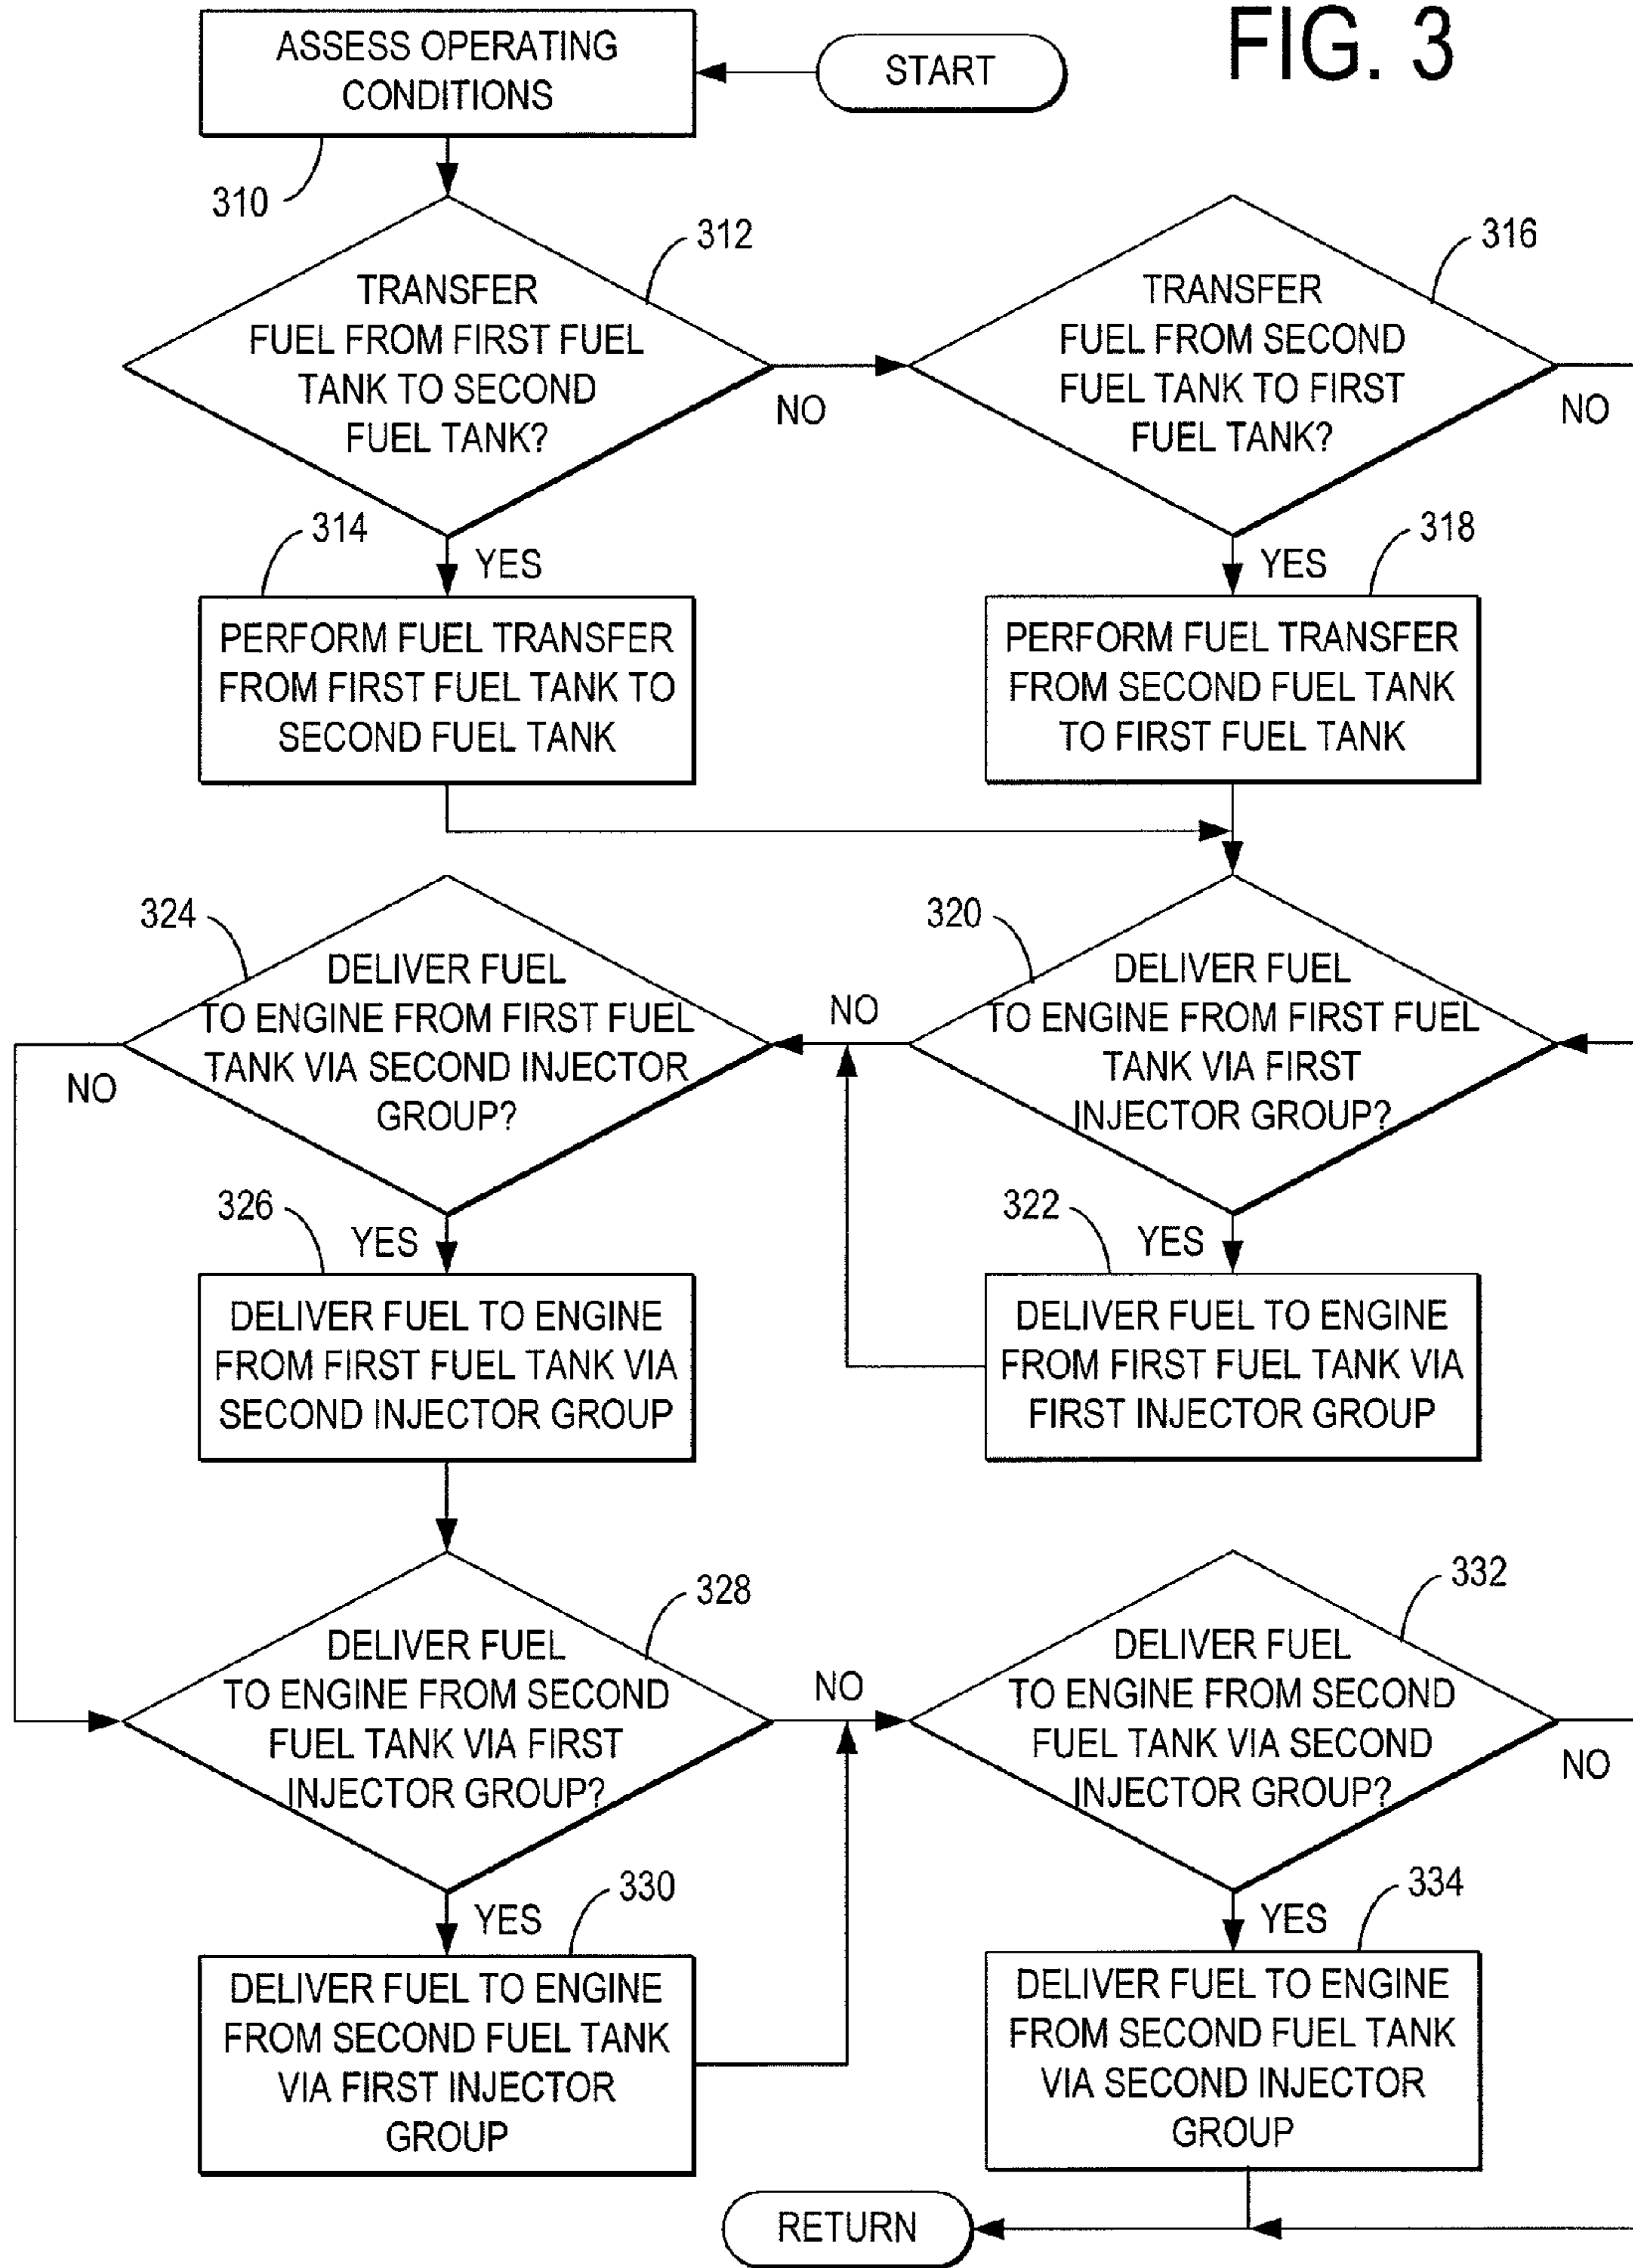 FIG. 3
START
ASSESS OPERATING
CONDITIONS
310
312
TRANSFER
FUEL FROM FIRST FUEL
TANK TO SECOND
FUEL TANK?
NO
YES
316
TRANSFER
FUEL FROM SECOND
FUEL TANK TO FIRST
FUEL TANK?
NO
YES
314
PERFORM FUEL TRANSFER
FROM FIRST FUEL TANK TO
SECOND FUEL TANK
318
PERFORM FUEL TRANSFER
FROM SECOND FUEL TANK
TO FIRST FUEL TANK
320
DELIVER FUEL
TO ENGINE FROM FIRST FUEL
TANK VIA FIRST
INJECTOR GROUP?
NO
YES
322
DELIVER FUEL TO ENGINE
FROM FIRST FUEL TANK VIA
FIRST INJECTOR GROUP
324
DELIVER FUEL
TO ENGINE FROM FIRST FUEL
TANK VIA SECOND INJECTOR
GROUP?
NO
YES
326
DELIVER FUEL TO ENGINE
FROM FIRST FUEL TANK VIA
SECOND INJECTOR GROUP
328
DELIVER FUEL
TO ENGINE FROM SECOND
FUEL TANK VIA FIRST
INJECTOR GROUP?
NO
YES
330
DELIVER FUEL TO ENGINE
FROM SECOND FUEL TANK
VIA FIRST INJECTOR
GROUP
332
DELIVER FUEL
TO ENGINE FROM SECOND
FUEL TANK VIA SECOND
INJECTOR GROUP?
NO
YES
334
DELIVER FUEL TO ENGINE
FROM SECOND FUEL TANK
VIA SECOND INJECTOR
GROUP
RETURN